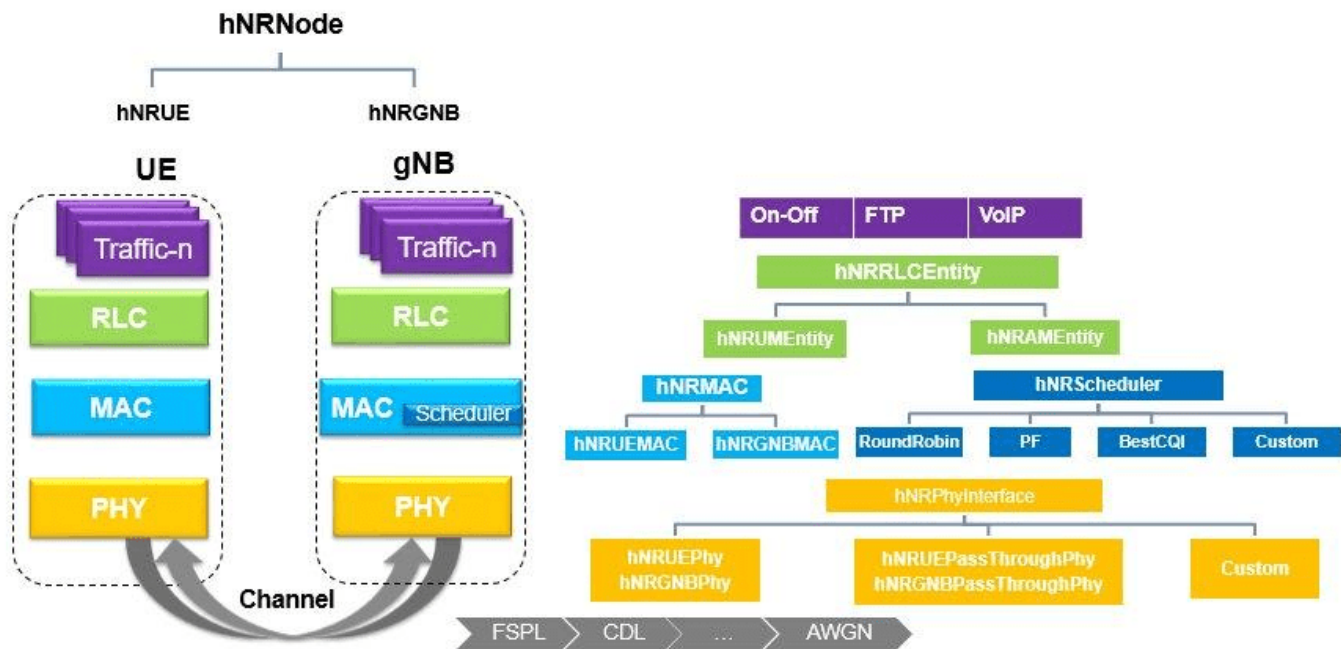 hNRNode
hNRUE
hNRGNB
UE
gNB
Traffic-n
RLC
MAC
PHY
Traffic-n
RLC
MAC
Scheduler
PHY
Channel
On-Off
FTP
VoIP
hNRRLCEntity
hNRUMEntity
hNRAMEntity
hNRMAC
hNRUEMAC
hNRGNBMAC
hNRScheduler
RoundRobin
PF
BestCQI
Custom
hNRPhyInterface
hNRUEPhy
hNRGNBPhy
hNRUEPassThroughPhy
hNRGNBPassThroughPhy
Custom
FSPL
CDL
...
AWGN